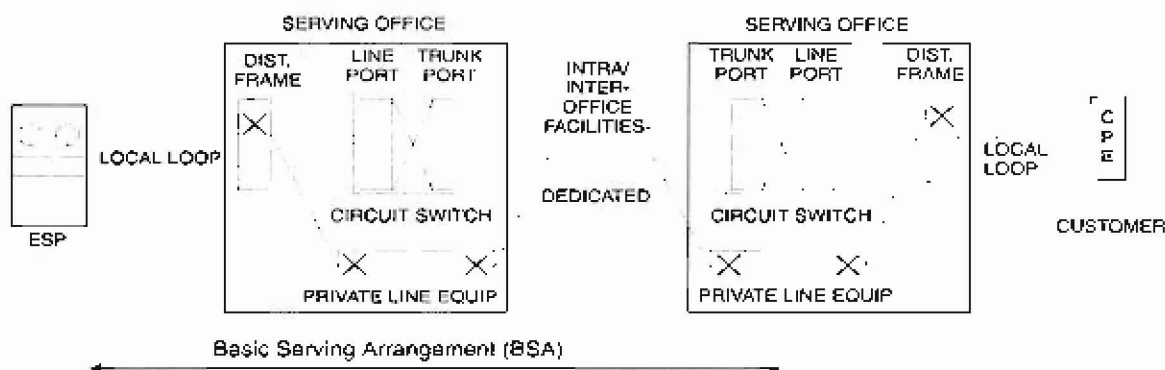 SERVING OFFICE
SERVING OFFICE
DIST.
FRAME
LINE
PORT
TRUNK
PORT
INTRA/
INTER-
OFFICE
FACILITIES-
DEDICATED
TRUNK
PORT
LINE
PORT
DIST.
FRAME
CPE
LOCAL LOOP
LOCAL
LOOP
CIRCUIT SWITCH
CIRCUIT SWITCH
ESP
CUSTOMER
PRIVATE LINE EQUIP
PRIVATE LINE EQUIP
Basic Serving Arrangement (BSA)